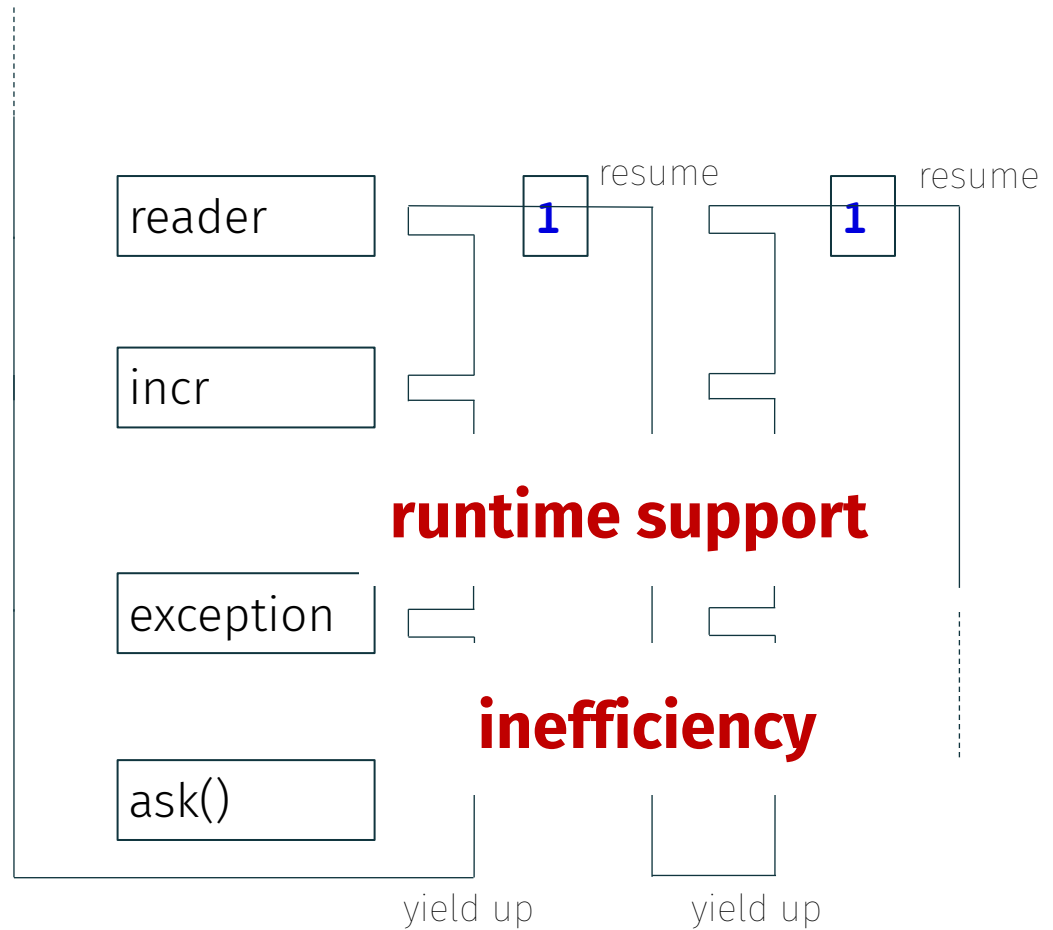 resume
resume
reader
1
1
incr
runtime support
exception
inefficiency
ask()
yield up
yield up